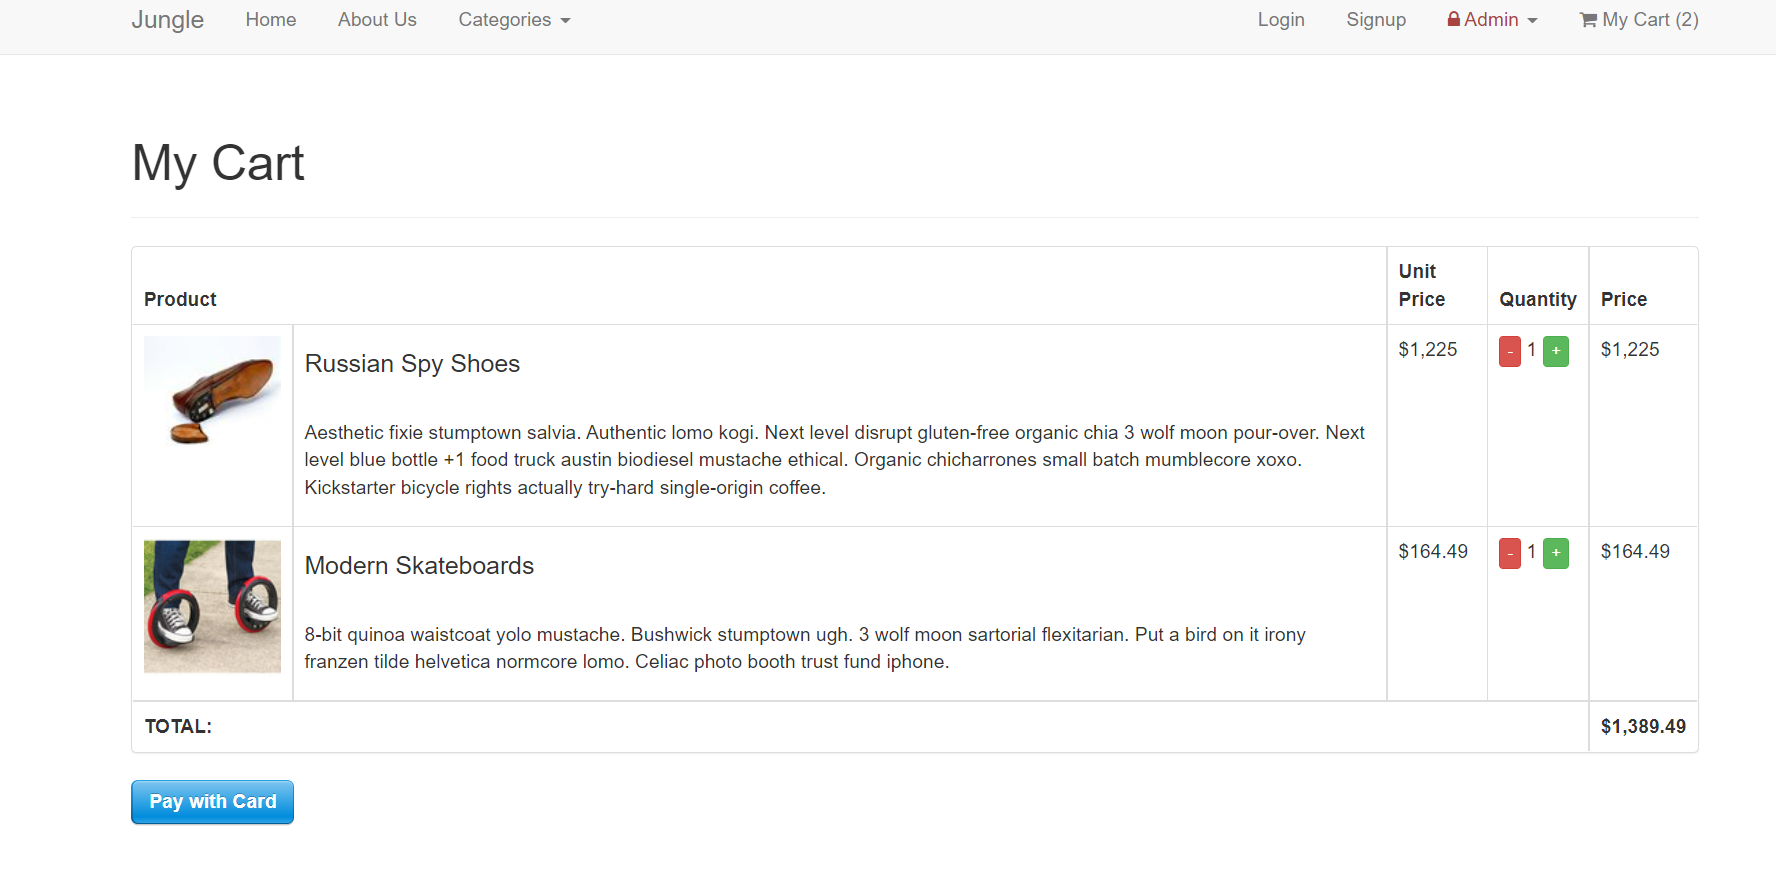 Jungle Home About Us Categories Login Signup Admin My Cart (2)
My Cart
Product Unit Price Quantity Price
Russian Spy Shoes $1,225 - 1 + $1,225
Aesthetic fixie stumptown salvia. Authentic lomo kogi. Next level disrupt gluten-free organic chia 3 wolf moon pour-over. Next
level blue bottle +1 food truck austin biodiesel mustache ethical. Organic chicharrones small batch mumblecore xoxo.
Kickstarter bicycle rights actually try-hard single-origin coffee.
Modern Skateboards $164.49 - 1 + $164.49
8-bit quinoa waistcoat yolo mustache. Bushwick stumptown ugh. 3 wolf moon sartorial flexitarian. Put a bird on it irony
franzen tilde helvetica normcore lomo. Celiac photo booth trust fund iphone.
TOTAL: $1,389.49
Pay with Card